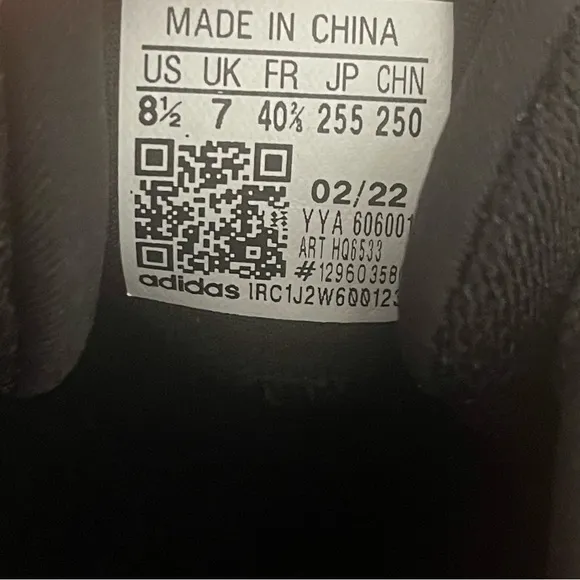 MADE IN CHINA
US UK FR JP CHN
8½ 7 40⅔ 255 250
02/22
YYA 606001
ART HQ6533
#12960358
adidas IRC1J2W600123